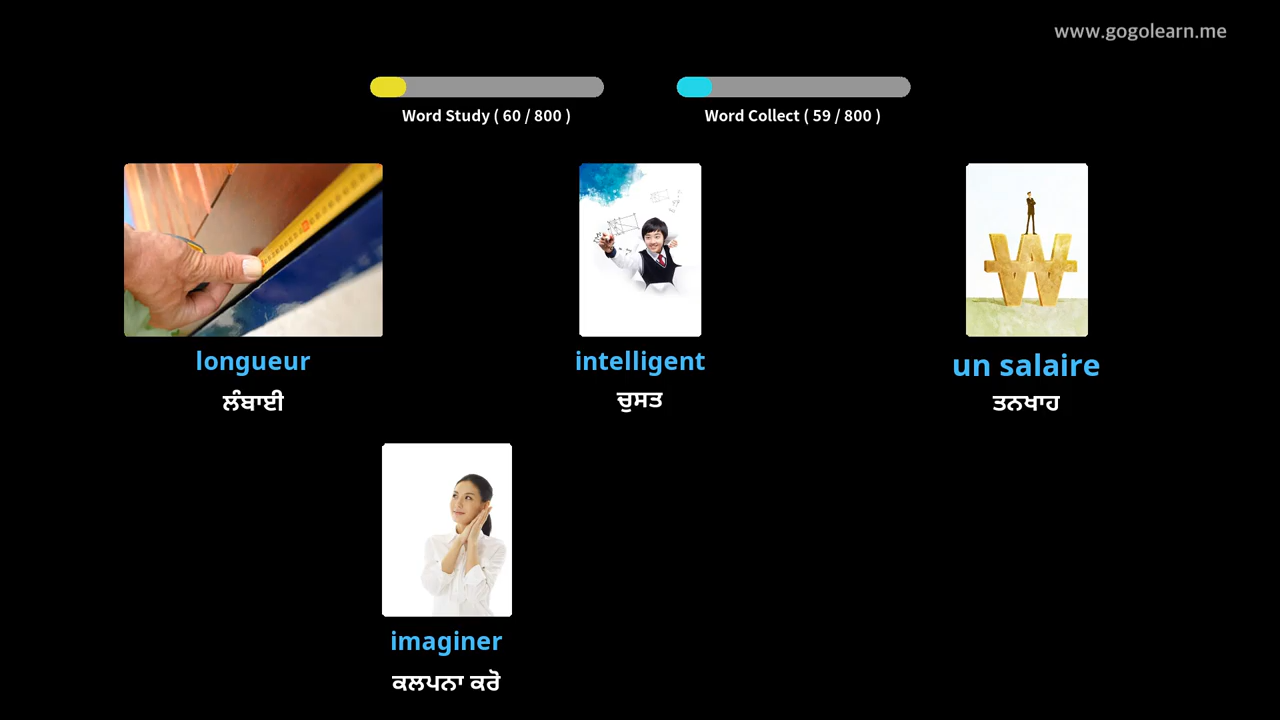 www.gogolearn.me
Word Study ( 60 / 800 )
Word Collect ( 59 / 800 )
longueur
ਲੰਬਾਈ
intelligent
ਚੁਸਤ
un salaire
ਤਨਖਾਹ
imaginer
ਕਲਪਨਾ ਕਰੋ